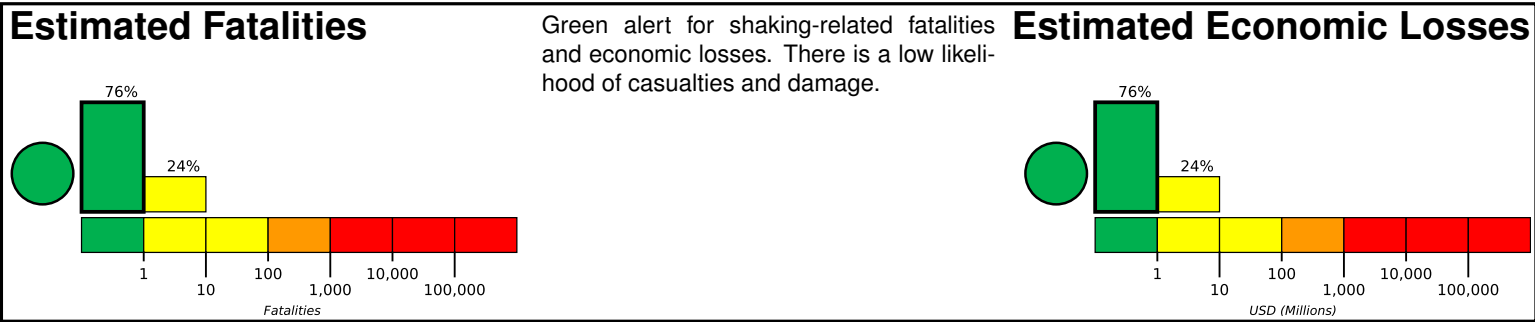 Estimated Fatalities
76%
24%
1
100
10,000
10
1,000
100,000
Fatalities
Green alert for shaking-related fatalities
and economic losses. There is a low likeli-
hood of casualties and damage.
Estimated Economic Losses
76%
24%
1
100
10,000
10
1,000
100,000
USD (Millions)